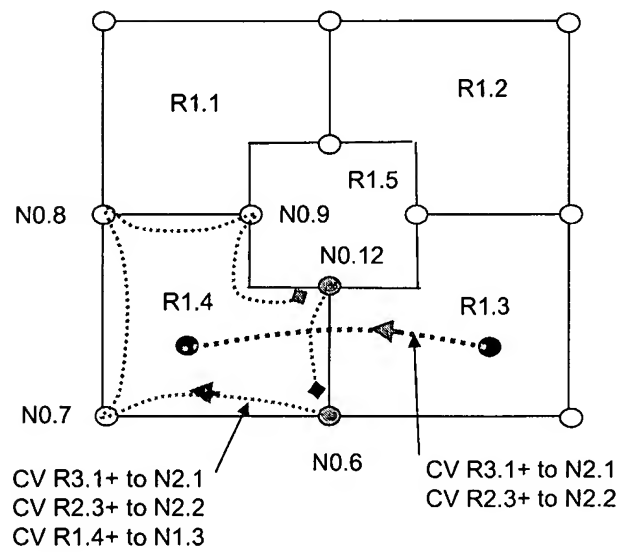 R1.1
R1.2
R1.5
N0.8
N0.9
N0.12
R1.4
R1.3
N0.7
N0.6
CV R3.1+ to N2.1
CV R2.3+ to N2.2
CV R1.4+ to N1.3
CV R3.1+ to N2.1
CV R2.3+ to N2.2